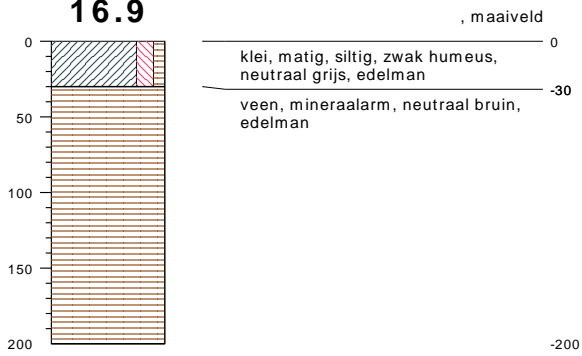 16.9
, maaiveld
0
0
klei, matig, siltig, zwak humeus,
neutraal grijs, edelman
-30
veen, mineraalarm, neutraal bruin,
edelman
50
100
150
200
-200